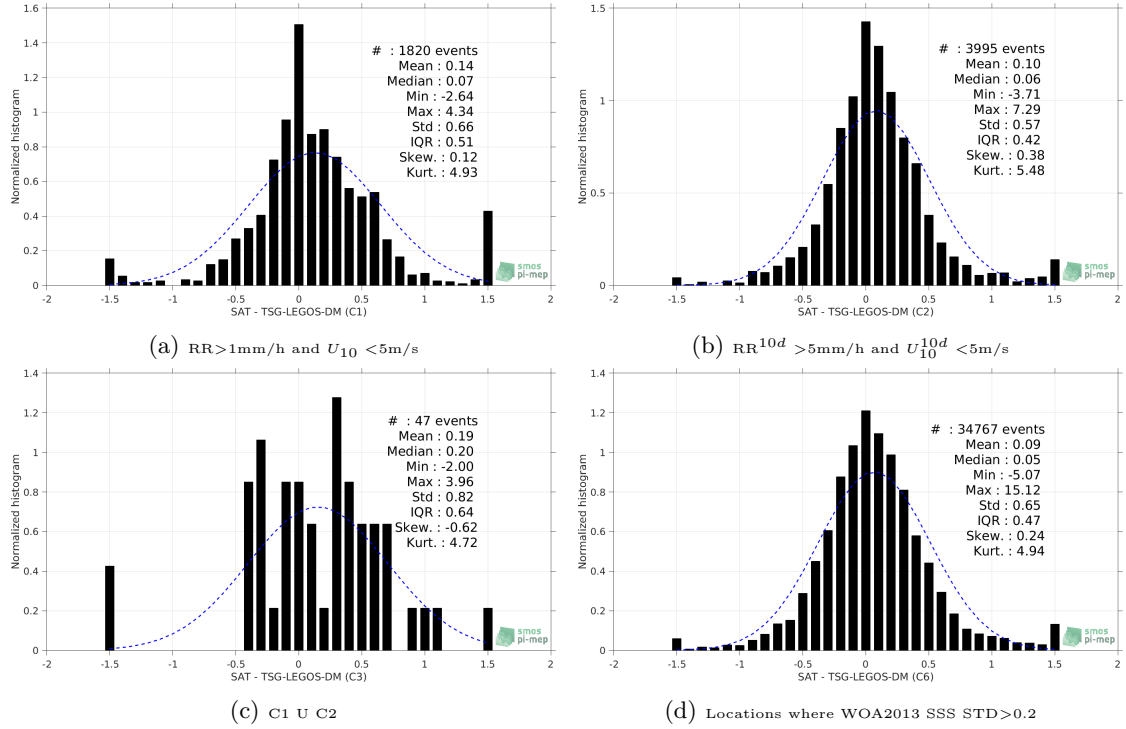 1.6
1.4
1.2
1
0.8
0.6
0.4
0.2
0
Normalized histogram
# : 1820 events
Mean : 0.14
Median : 0.07
Min : -2.64
Max : 4.34
Std : 0.66
IQR : 0.51
Skew. : 0.12
Kurt. : 4.93
smos
pi-mep
-2 -1.5 -1 -0.5 0 0.5 1 1.5 2
SAT - TSG-LEGOS-DM (C1)
(a) RR>1mm/h and U10 <5m/s
1.5
1
0.5
0
Normalized histogram
# : 3995 events
Mean : 0.10
Median : 0.06
Min : -3.71
Max : 7.29
Std : 0.57
IQR : 0.42
Skew. : 0.38
Kurt. : 5.48
smos
pi-mep
-2 -1.5 -1 -0.5 0 0.5 1 1.5 2
SAT - TSG-LEGOS-DM (C2)
(b) RR10d >5mm/h and U10d10 <5m/s
1.4
1.2
1
0.8
0.6
0.4
0.2
0
Normalized histogram
# : 47 events
Mean : 0.19
Median : 0.20
Min : -2.00
Max : 3.96
Std : 0.82
IQR : 0.64
Skew. : -0.62
Kurt. : 4.72
smos
pi-mep
-2 -1.5 -1 -0.5 0 0.5 1 1.5 2
SAT - TSG-LEGOS-DM (C3)
(c) C1 U C2
1.4
1.2
1
0.8
0.6
0.4
0.2
0
Normalized histogram
# : 34767 events
Mean : 0.09
Median : 0.05
Min : -5.07
Max : 15.12
Std : 0.65
IQR : 0.47
Skew. : 0.24
Kurt. : 4.94
smos
pi-mep
-2 -1.5 -1 -0.5 0 0.5 1 1.5 2
SAT - TSG-LEGOS-DM (C6)
(d) Locations where WOA2013 SSS STD>0.2